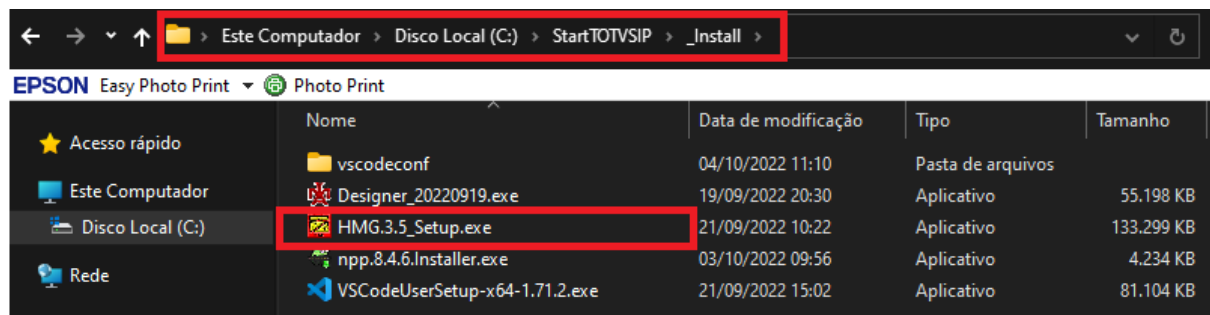 Este Computador > Disco Local (C:) > StartTOTVSIP > _Install >
EPSON Easy Photo Print Photo Print
Nome Data de modificação Tipo Tamanho
Acesso rápido
vscodeconf 04/10/2022 11:10 Pasta de arquivos
Este Computador
Designer_20220919.exe 19/09/2022 20:30 Aplicativo 55.198 KB
Disco Local (C:)
HMG.3.5_Setup.exe 21/09/2022 10:22 Aplicativo 133.299 KB
npp.8.4.6.Installer.exe 03/10/2022 09:56 Aplicativo 4.234 KB
Rede
VSCodeUserSetup-x64-1.71.2.exe 21/09/2022 15:02 Aplicativo 81.104 KB